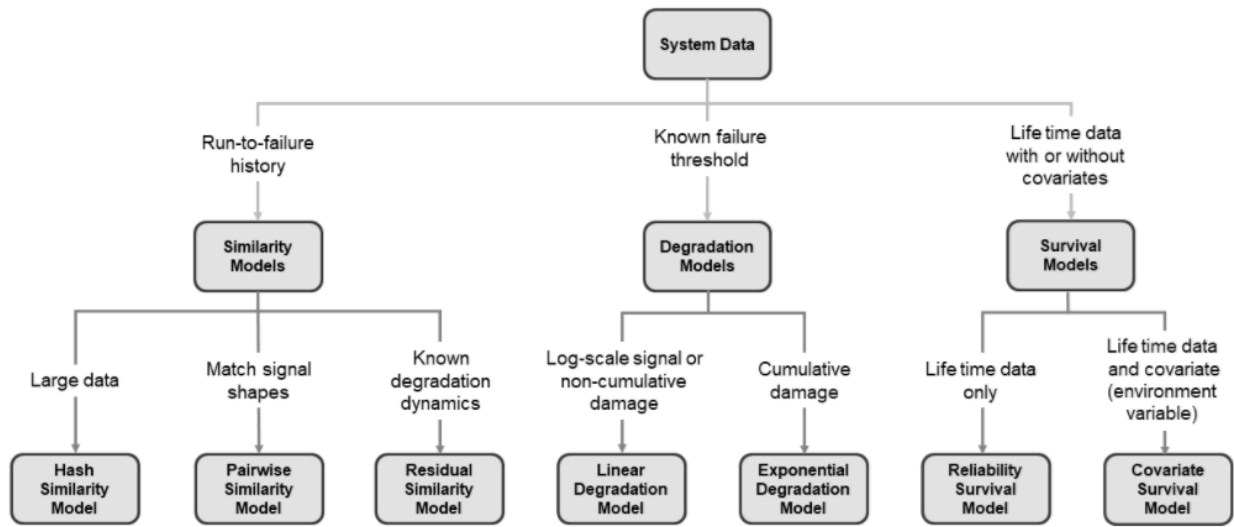 System Data
Run-to-failure
history
Known failure
threshold
Life time data
with or without
covariates
Similarity
Models
Degradation
Models
Survival
Models
Large data
Match signal
shapes
Known
degradation
dynamics
Log-scale signal or
non-cumulative
damage
Cumulative
damage
Life time data
only
Life time data
and covariate
(environment
variable)
Hash
Similarity
Model
Pairwise
Similarity
Model
Residual
Similarity
Model
Linear
Degradation
Model
Exponential
Degradation
Model
Reliability
Survival
Model
Covariate
Survival
Model